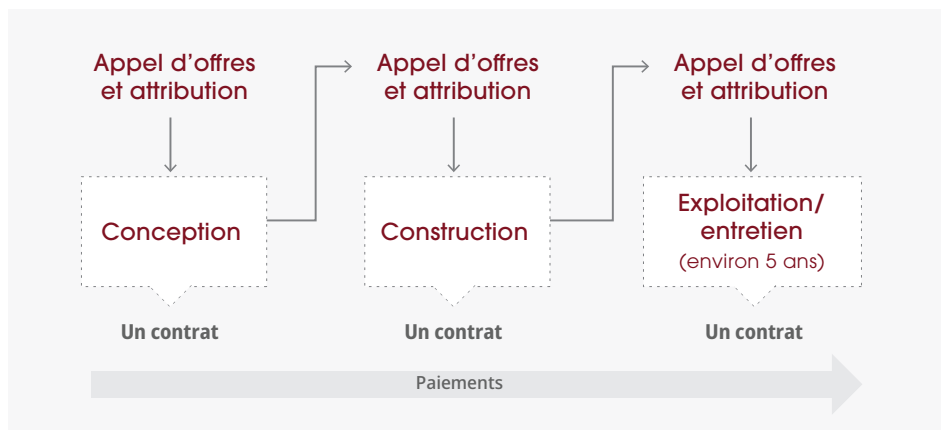 Appel d’offres
et attribution
Appel d’offres
et attribution
Appel d’offres
et attribution
Conception
Construction
Exploitation/
entretien
(environ 5 ans)
Un contrat
Un contrat
Un contrat
Paiements